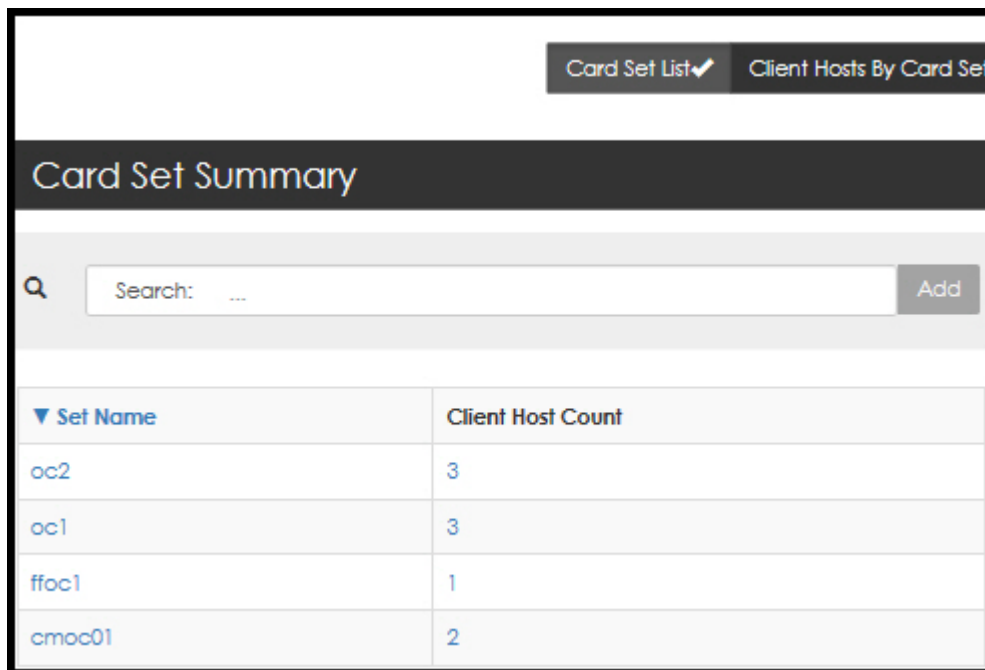 Card Set List✔ Client Hosts By Card Set
Card Set Summary
Search: ... Add
▼ Set Name Client Host Count
oc2 3
oc1 3
ffoc1 1
cmoc01 2